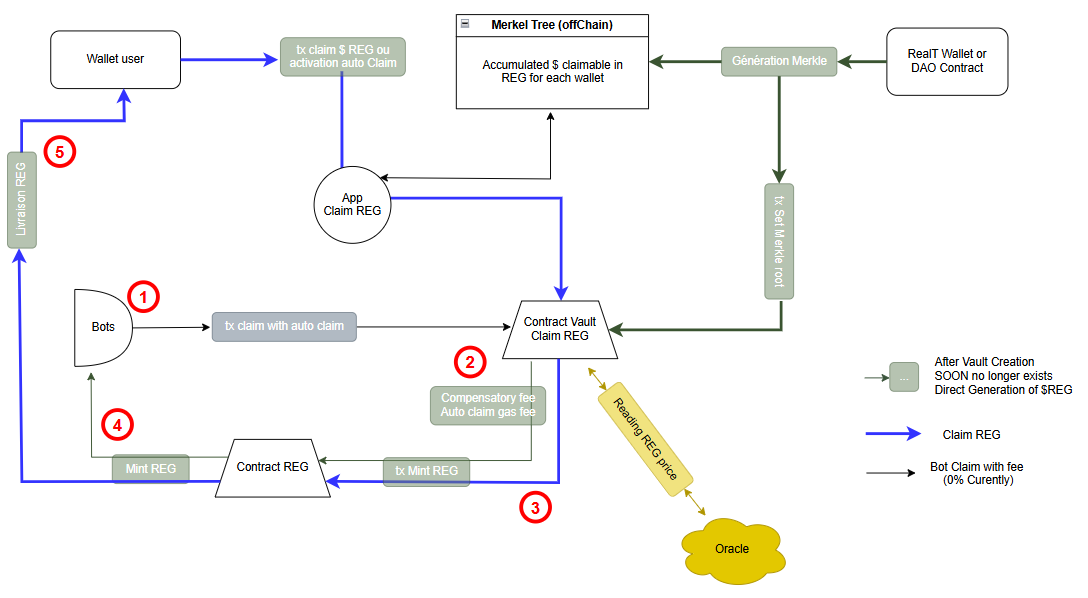 Merkel Tree (offChain)
Accumulated $ claimable in
REG for each wallet
Wallet user
tx claim $ REG ou
activation auto Claim
Génération Merkle
RealT Wallet or
DAO Contract
5
Livraison REG
App
Claim REG
tx Set Merkle root
1
Bots
tx claim with auto claim
Contract Vault
Claim REG
2
Compensatory fee
Auto claim gas fee
Reading REG price
...
After Vault Creation
SOON no longer exists
Direct Generation of $REG
4
Mint REG
Contract REG
tx Mint REG
3
Claim REG
Bot Claim with fee
(0% Curently)
Oracle